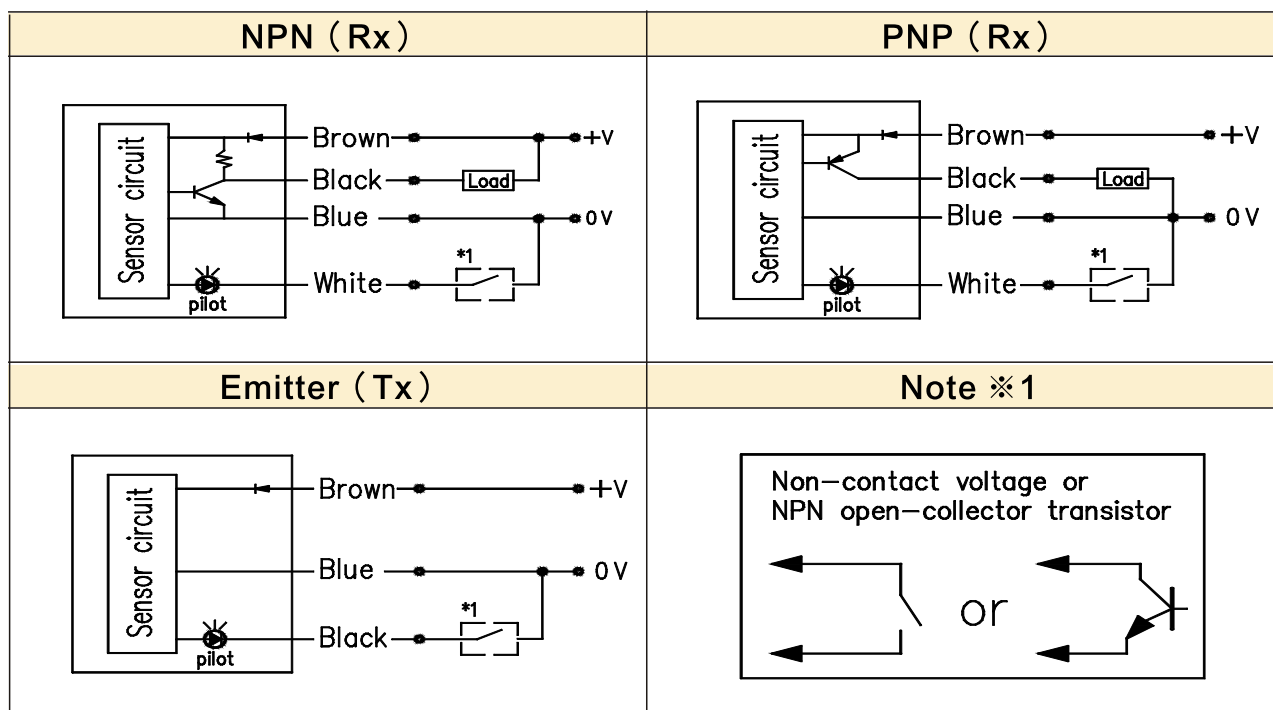 NPN（Rx）
Sensor circuit
Brown
+V
Black
Load
Blue
0V
*1
White
pilot
PNP（Rx）
Sensor circuit
Brown
+V
Black
Load
Blue
0V
*1
White
pilot
Emitter（Tx）
Sensor circuit
Brown
+V
Blue
0V
*1
Black
pilot
Note ※1
Non-contact voltage or
NPN open-collector transistor
or